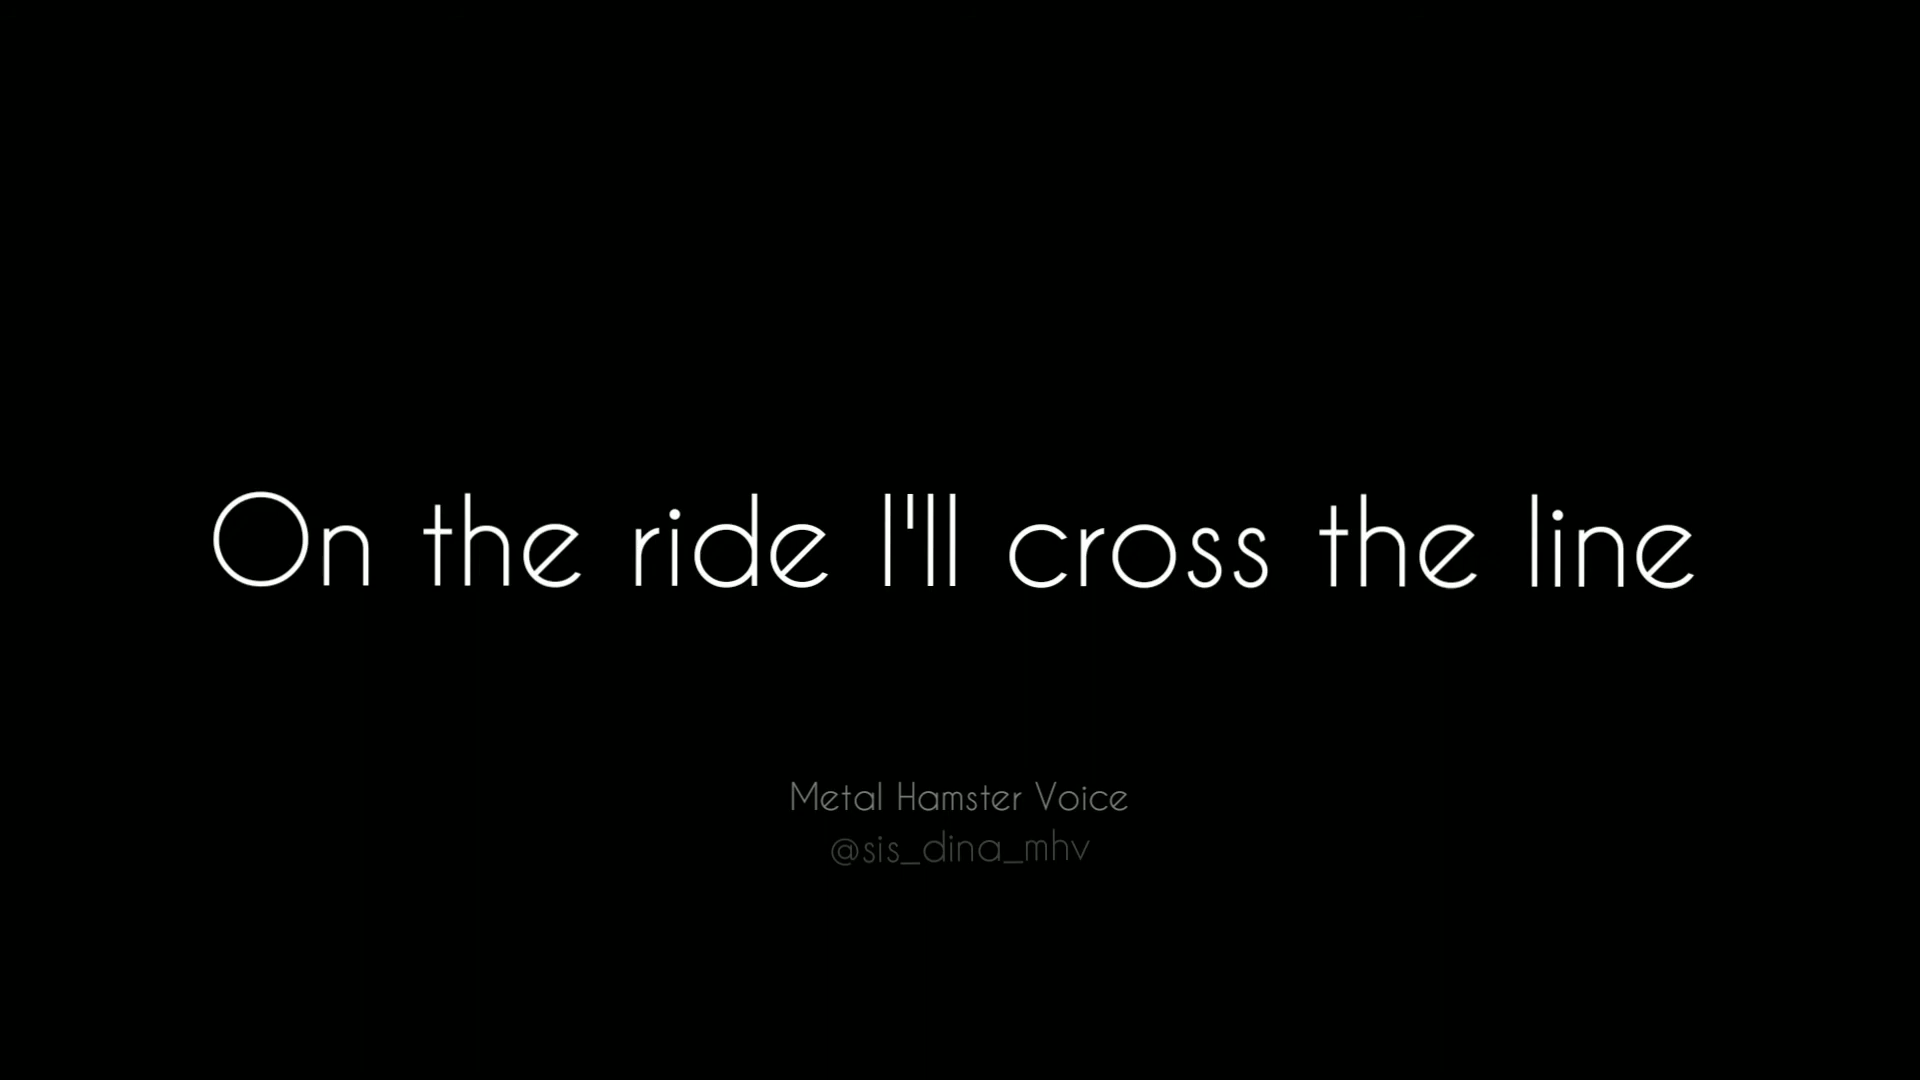 On the ride I'll cross the line
Metal Hamster Voice
@sis_dina_mhv